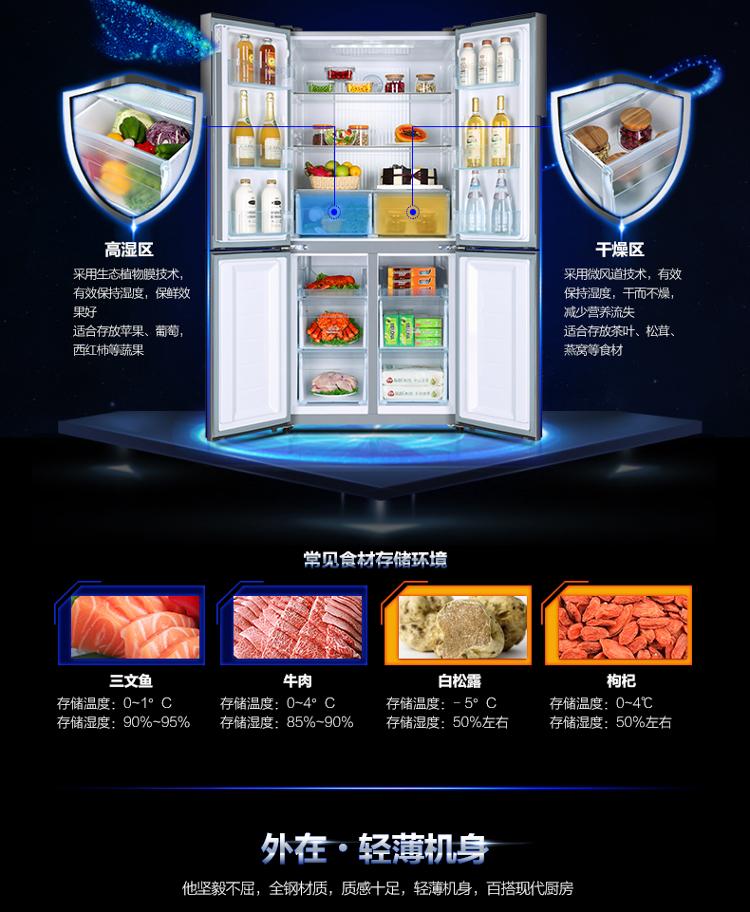 高湿区
采用生态植物膜技术，
有效保持湿度，保鲜效
果好
适合存放苹果、葡萄，
西红柿等蔬果
干燥区
采用微风道技术，有效
保持湿度，干而不燥，
减少营养流失
适合存放茶叶、松茸、
燕窝等食材
常见食材存储环境
三文鱼
存储温度：0~1°C
存储湿度：90%~95%
牛肉
存储温度：0~4°C
存储湿度：85%~90%
白松露
存储温度：-5°C
存储湿度：50%左右
枸杞
存储温度：0~4℃
存储湿度：50%左右
外在·轻薄机身
他坚毅不屈，全钢材质，质感十足，轻薄机身，百搭现代厨房